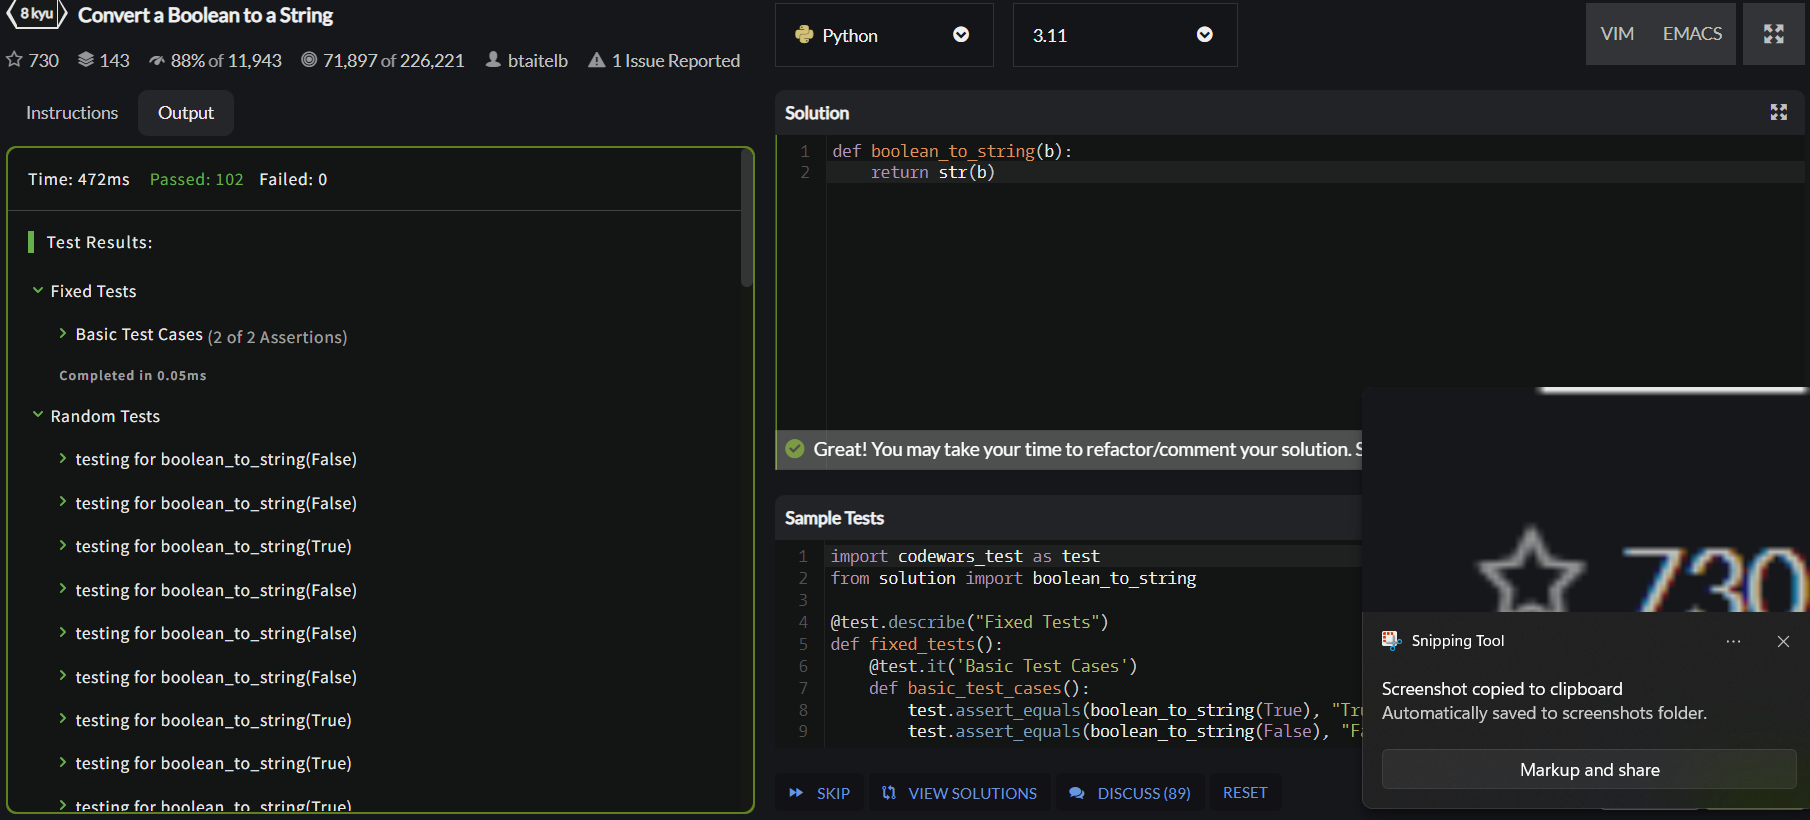 8 kyu Convert a Boolean to a String
730 143 88% of 11,943 71,897 of 226,221 btaitelb 1 Issue Reported
Instructions Output
Time: 472ms Passed: 102 Failed: 0
Test Results:
Fixed Tests
Basic Test Cases (2 of 2 Assertions)
Completed in 0.05ms
Random Tests
testing for boolean_to_string(False)
testing for boolean_to_string(False)
testing for boolean_to_string(True)
testing for boolean_to_string(False)
testing for boolean_to_string(False)
testing for boolean_to_string(False)
testing for boolean_to_string(True)
testing for boolean_to_string(True)
testing for boolean_to_string(True)
Python 3.11 VIM EMACS
Solution
1 def boolean_to_string(b):
2 return str(b)
Great! You may take your time to refactor/comment your solution. S
Sample Tests
1 import codewars_test as test
2 from solution import boolean_to_string
3
4 @test.describe("Fixed Tests")
5 def fixed_tests():
6 @test.it('Basic Test Cases')
7 def basic_test_cases():
8 test.assert_equals(boolean_to_string(True), "Tru
9 test.assert_equals(boolean_to_string(False), "Fa
SKIP VIEW SOLUTIONS DISCUSS (89) RESET
730
Snipping Tool
Screenshot copied to clipboard
Automatically saved to screenshots folder.
Markup and share